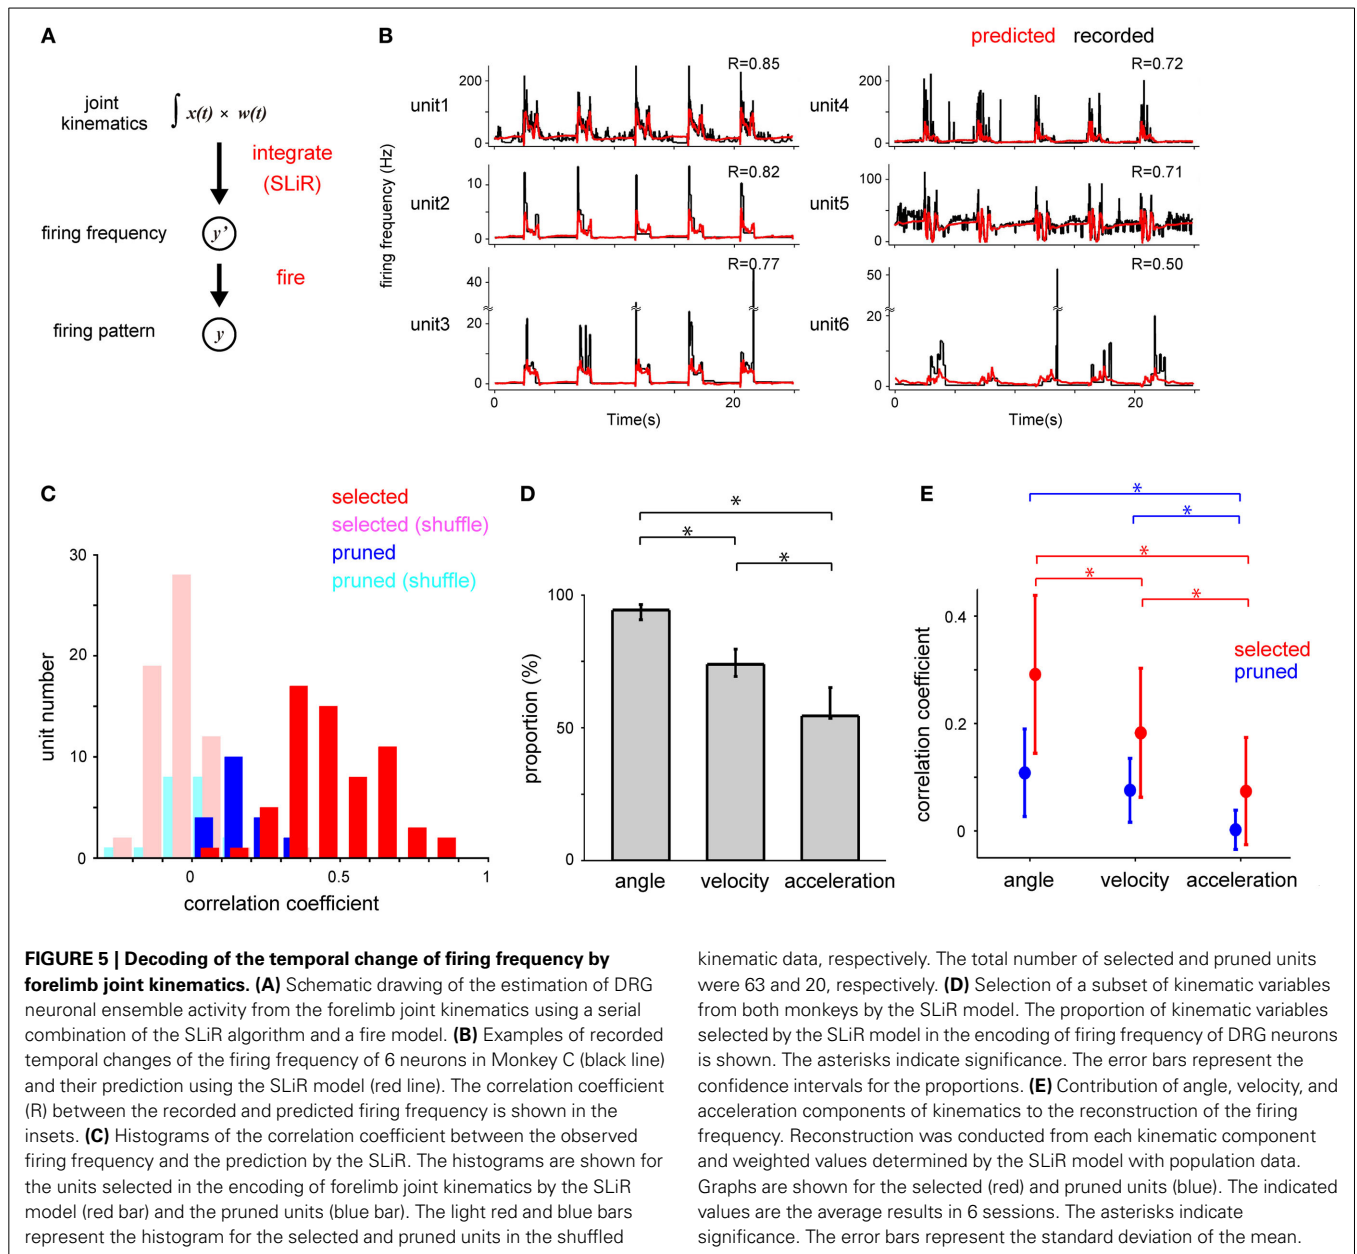 A
joint
kinematics
∫ x(t) × w(t)
integrate
(SLiR)
firing frequency
y'
fire
firing pattern
y
B
predicted recorded
firing frequency (Hz)
unit1
R=0.85
200
100
0
unit2
R=0.82
10
0
unit3
R=0.77
40
20
0
0 20
Time(s)
unit4
R=0.72
200
100
0
unit5
R=0.71
100
0
unit6
R=0.50
50
20
0
0 20
Time(s)
C
selected
selected (shuffle)
pruned
pruned (shuffle)
unit number
30
20
10
0
0 0.5 1
correlation coefficient
D
*
*
*
proportion (%)
100
50
0
angle velocity acceleration
E
*
*
*
*
*
correlation coefficient
0.4
0.2
0
selected
pruned
angle velocity acceleration
FIGURE 5 | Decoding of the temporal change of firing frequency by
forelimb joint kinematics. (A) Schematic drawing of the estimation of DRG
neuronal ensemble activity from the forelimb joint kinematics using a serial
combination of the SLiR algorithm and a fire model. (B) Examples of recorded
temporal changes of the firing frequency of 6 neurons in Monkey C (black line)
and their prediction using the SLiR model (red line). The correlation coefficient
(R) between the recorded and predicted firing frequency is shown in the
insets. (C) Histograms of the correlation coefficient between the observed
firing frequency and the prediction by the SLiR. The histograms are shown for
the units selected in the encoding of forelimb joint kinematics by the SLiR
model (red bar) and the pruned units (blue bar). The light red and blue bars
represent the histogram for the selected and pruned units in the shuffled
kinematic data, respectively. The total number of selected and pruned units
were 63 and 20, respectively. (D) Selection of a subset of kinematic variables
from both monkeys by the SLiR model. The proportion of kinematic variables
selected by the SLiR model in the encoding of firing frequency of DRG neurons
is shown. The asterisks indicate significance. The error bars represent the
confidence intervals for the proportions. (E) Contribution of angle, velocity, and
acceleration components of kinematics to the reconstruction of the firing
frequency. Reconstruction was conducted from each kinematic component
and weighted values determined by the SLiR model with population data.
Graphs are shown for the selected (red) and pruned units (blue). The indicated
values are the average results in 6 sessions. The asterisks indicate
significance. The error bars represent the standard deviation of the mean.